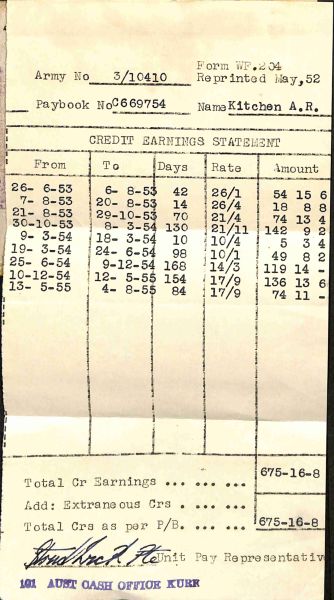 Form WF.204
Army No 3/10410 Reprinted May,52
Paybook No C669754 Name Kitchen A.R.
CREDIT EARNINGS STATEMENT
From To Days Rate Amount
26- 6-53 6- 8-53 42 26/1 54 15 6
7- 8-53 20- 8-53 14 26/4 18 8 8
21- 8-53 29-10-53 70 21/4 74 13 4
30-10-53 8- 3-54 130 21/11 142 9 2
9- 3-54 18- 3-54 10 10/4 5 3 4
19- 3-54 24- 6-54 98 10/1 49 8 2
25- 6-54 9-12-54 168 14/3 119 14 -
10-12-54 12- 5-55 154 17/9 136 13 6
13- 5-55 4- 8-55 84 17/9 74 11 -
Total Cr Earnings ... ... ... 675-16-8
Add: Extraneous Crs . ... ...
Total Crs as per P/B. ... ... 675-16-8
Unit Pay Representativ
101 AUST CASH OFFICE KURE